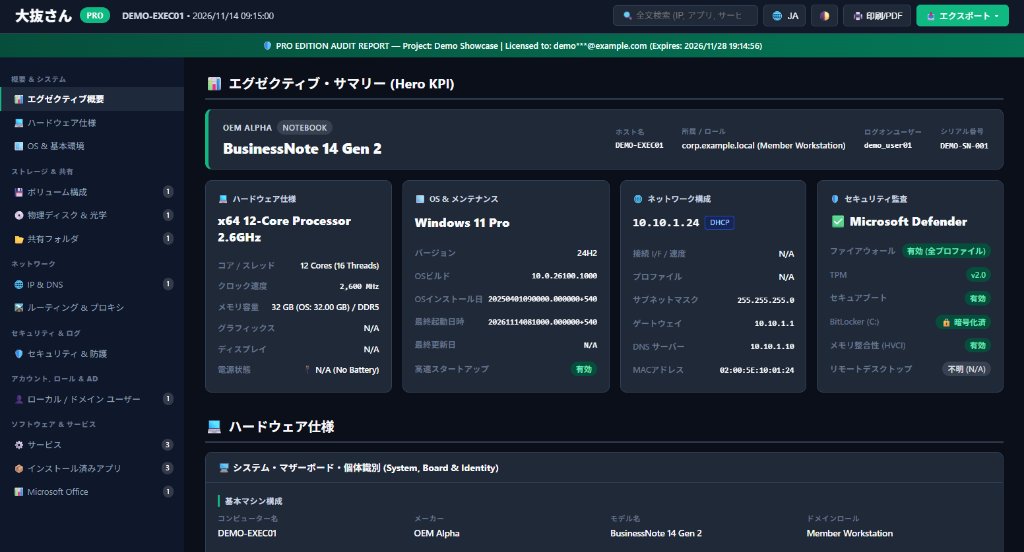 大抜さん PRO DEMO-EXEC01 • 2026/11/14 09:15:00 全文検索 (IP, アプリ, サービ JA 印刷/PDF エクスポート
PRO EDITION AUDIT REPORT — Project: Demo Showcase | Licensed to: demo***@example.com (Expires: 2026/11/28 19:14:56)
概要 & システム
エグゼクティブ概要
ハードウェア仕様
OS & 基本環境
ストレージ & 共有
ボリューム構成 1
物理ディスク & 光学 1
共有フォルダ 1
ネットワーク
IP & DNS 1
ルーティング & プロキシ
セキュリティ & ログ
セキュリティ & 防護
アカウント, ロール & AD
ローカル / ドメイン ユーザー 1
ソフトウェア & サービス
サービス 3
インストール済みアプリ 3
Microsoft Office 1
エグゼクティブ・サマリー (Hero KPI)
OEM ALPHA NOTEBOOK
BusinessNote 14 Gen 2
ホスト名
DEMO-EXEC01
所属 / ロール
corp.example.local (Member Workstation)
ログオンユーザー
demo_user01
シリアル番号
DEMO-SN-001
ハードウェア仕様
x64 12-Core Processor
2.6GHz
コア / スレッド 12 Cores (16 Threads)
クロック速度 2,600 MHz
メモリ容量 32 GB (OS: 32.00 GB) / DDR5
グラフィックス N/A
ディスプレイ N/A
電源状態 N/A (No Battery)
OS & メンテナンス
Windows 11 Pro
バージョン 24H2
OSビルド 10.0.26100.1000
OSインストール日 20250401090000.000000+540
最終起動日時 20261114081000.000000+540
最終更新日 N/A
高速スタートアップ 有効
ネットワーク構成
10.10.1.24 DHCP
接続 I/F / 速度 N/A
プロファイル N/A
サブネットマスク 255.255.255.0
ゲートウェイ 10.10.1.1
DNS サーバー 10.10.1.10
MACアドレス 02:00:5E:10:01:24
セキュリティ監査
Microsoft Defender
ファイアウォール 有効 (全プロファイル)
TPM v2.0
セキュアブート 有効
BitLocker (C:) 暗号化済
メモリ整合性 (HVCI) 有効
リモートデスクトップ 不明 (N/A)
ハードウェア仕様
システム・マザーボード・個体識別 (System, Board & Identity)
基本マシン構成
コンピューター名 メーカー モデル名 ドメインロール
DEMO-EXEC01 OEM Alpha BusinessNote 14 Gen 2 Member Workstation